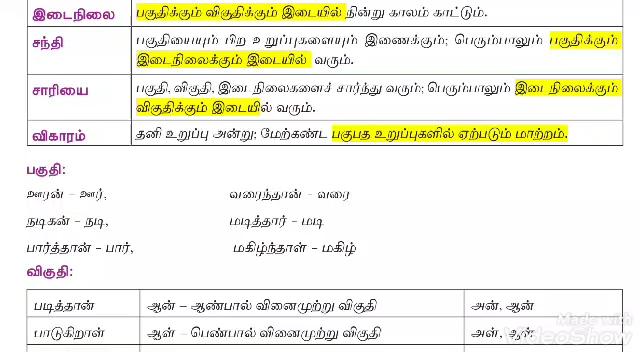 இடைநிலை பகுதிக்கும் விகுதிக்கும் இடையில் நின்று காலம் காட்டும்.
சந்தி பகுதியையும் பிற உறுப்புகளையும் இணைக்கும்; பெரும்பாலும் பகுதிக்கும்
இடைநிலைக்கும் இடையில் வரும்.
சாரியை பகுதி, விகுதி, இடைநிலைகளைச் சார்ந்து வரும்; பெரும்பாலும் இடைநிலைக்கும்
விகுதிக்கும் இடையில் வரும்.
விகாரம் தனி உறுப்பு அன்று; மேற்கண்ட பகுபத உறுப்புகளில் ஏற்படும் மாற்றம்.
பகுதி:
ஊரன் – ஊர், வரைந்தான் - வரை
நடிகன் – நடி, மடித்தார் – மடி
பார்த்தான் – பார், மகிழ்ந்தாள் – மகிழ்
விகுதி:
படித்தான் ஆன் – ஆண்பால் வினைமுற்று விகுதி அன், ஆன்
பாடுகிறாள் ஆள் – பெண்பால் வினைமுற்று விகுதி அள், ஆள்
Made with
VideoShow